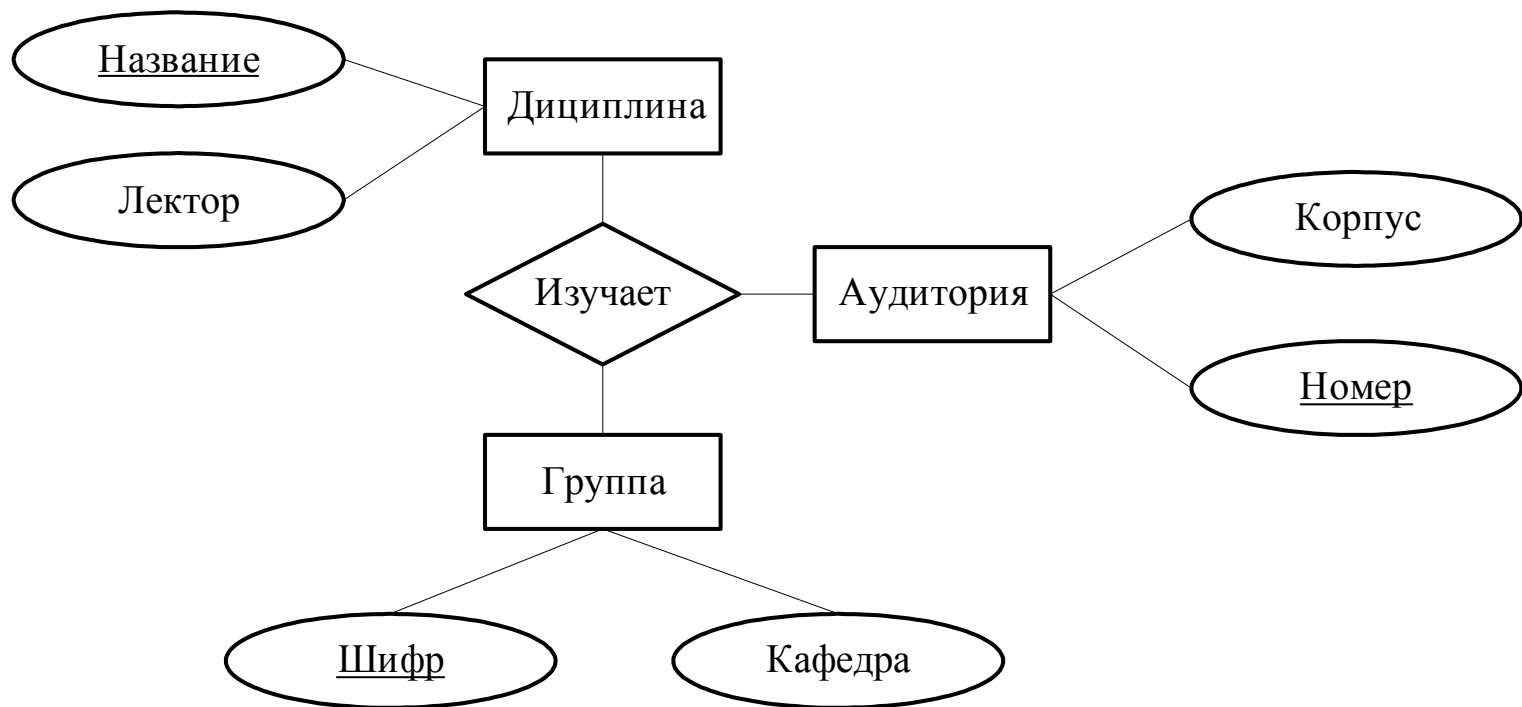 Название
Дициплина
Лектор
Корпус
Изучает
Аудитория
Номер
Группа
Шифр
Кафедра